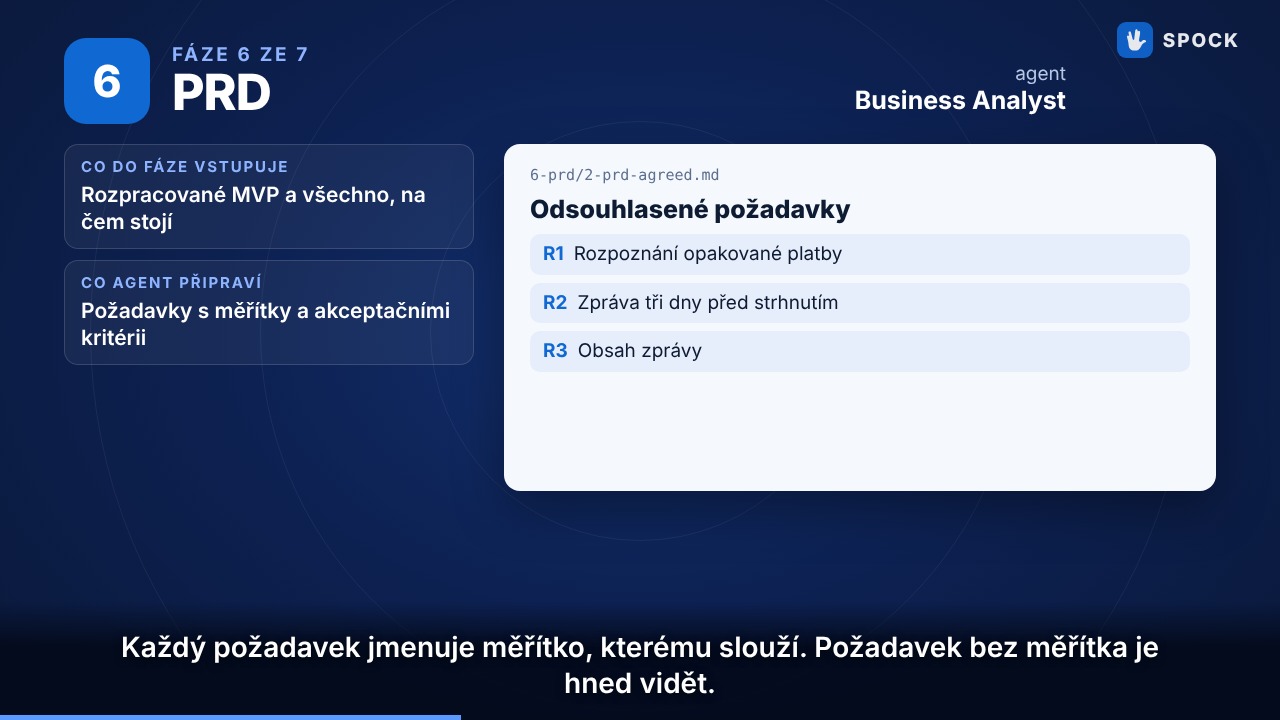 6
FÁZE 6 ZE 7
PRD
SPOCK
agent
Business Analyst
CO DO FÁZE VSTUPUJE
Rozpracované MVP a všechno, na
čem stojí
CO AGENT PŘIPRAVÍ
Požadavky s měřítky a akceptačními
kritérii
6-prd/2-prd-agreed.md
Odsouhlasené požadavky
R1 Rozpoznání opakované platby
R2 Zpráva tři dny před strhnutím
R3 Obsah zprávy
Každý požadavek jmenuje měřítko, kterému slouží. Požadavek bez měřítka je
hned vidět.